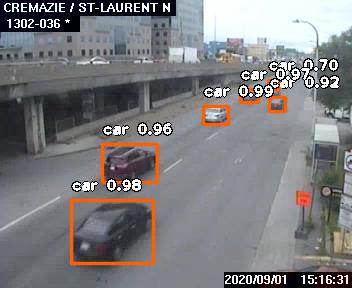 CREMAZIE / ST-LAURENT N
1302-036 *
car 0.70
car 0.97
car 0.92
car 0.99
car 0.96
car 0.98
2020/09/01 15:16:31